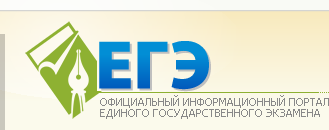 ЕГЭ
ОФИЦИАЛЬНЫЙ ИНФОРМАЦИОННЫЙ ПОРТАЛ
ЕДИНОГО ГОСУДАРСТВЕННОГО ЭКЗАМЕНА